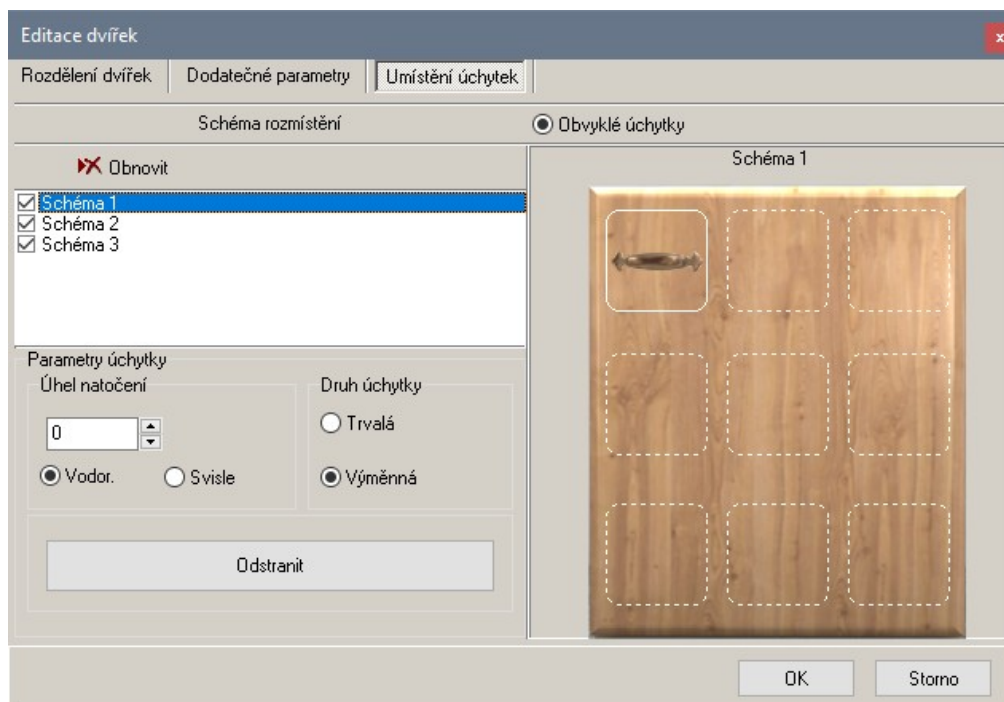 Editace dvířek
x
Rozdělení dvířek Dodatečné parametry Umístění úchytek
Schéma rozmístění Obvyklé úchytky
Obnovit
Schéma 1
Schéma 2
Schéma 3
Schéma 1
Parametry úchytky
Úhel natočení Druh úchytky
0 Trvalá
Vodor. Svisle Výměnná
Odstranit
OK Storno